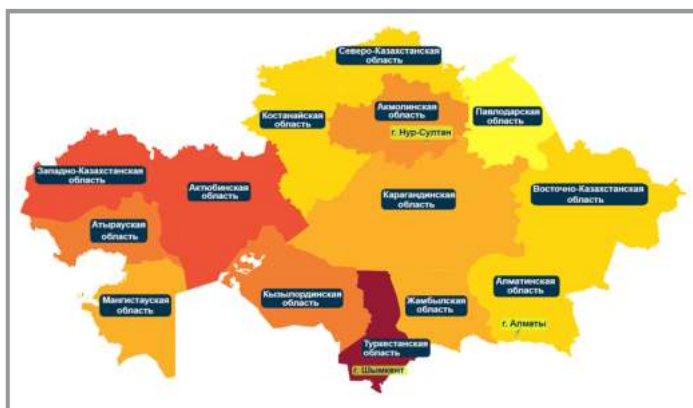 Северо-Казахстанская
область
Костанайская
область
Акмолинская
область
г. Нур-Султан
Павлодарская
область
Западно-Казахстанская
область
Актюбинская
область
Карагандинская
область
Восточно-Казахстанская
область
Атырауская
область
Мангистауская
область
Кызылординская
область
Жамбылская
область
Алматинская
область
г. Алматы
Туркестанская
область
г. Шымкент